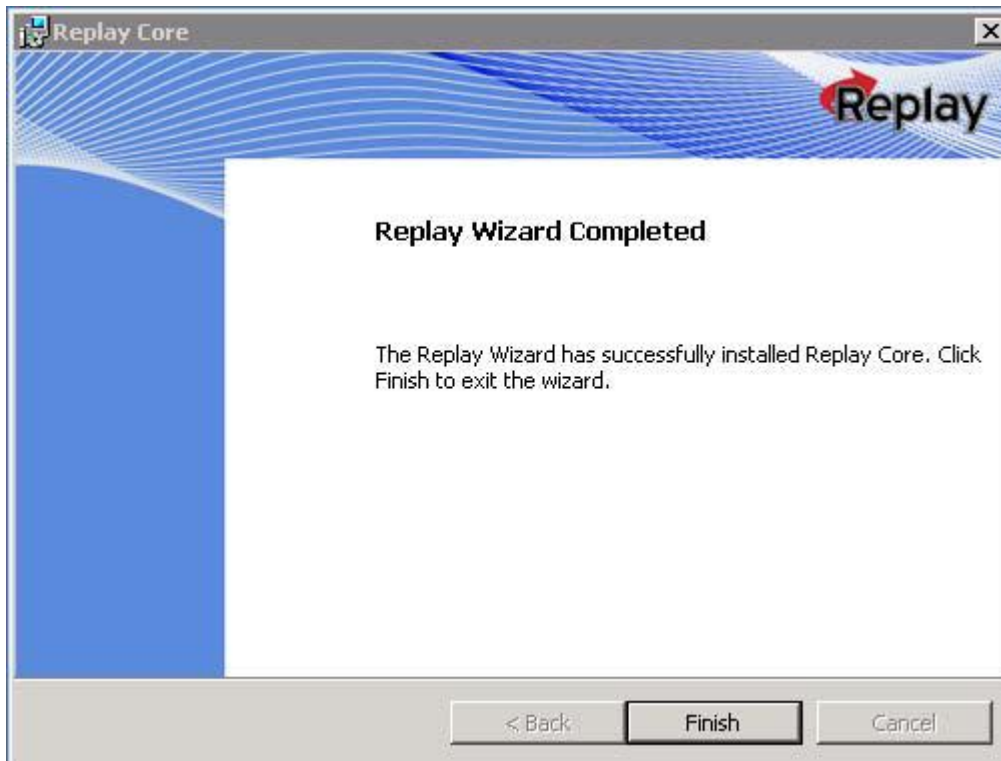 Replay Core
Replay
Replay Wizard Completed
The Replay Wizard has successfully installed Replay Core. Click
Finish to exit the wizard.
< Back
Finish
Cancel